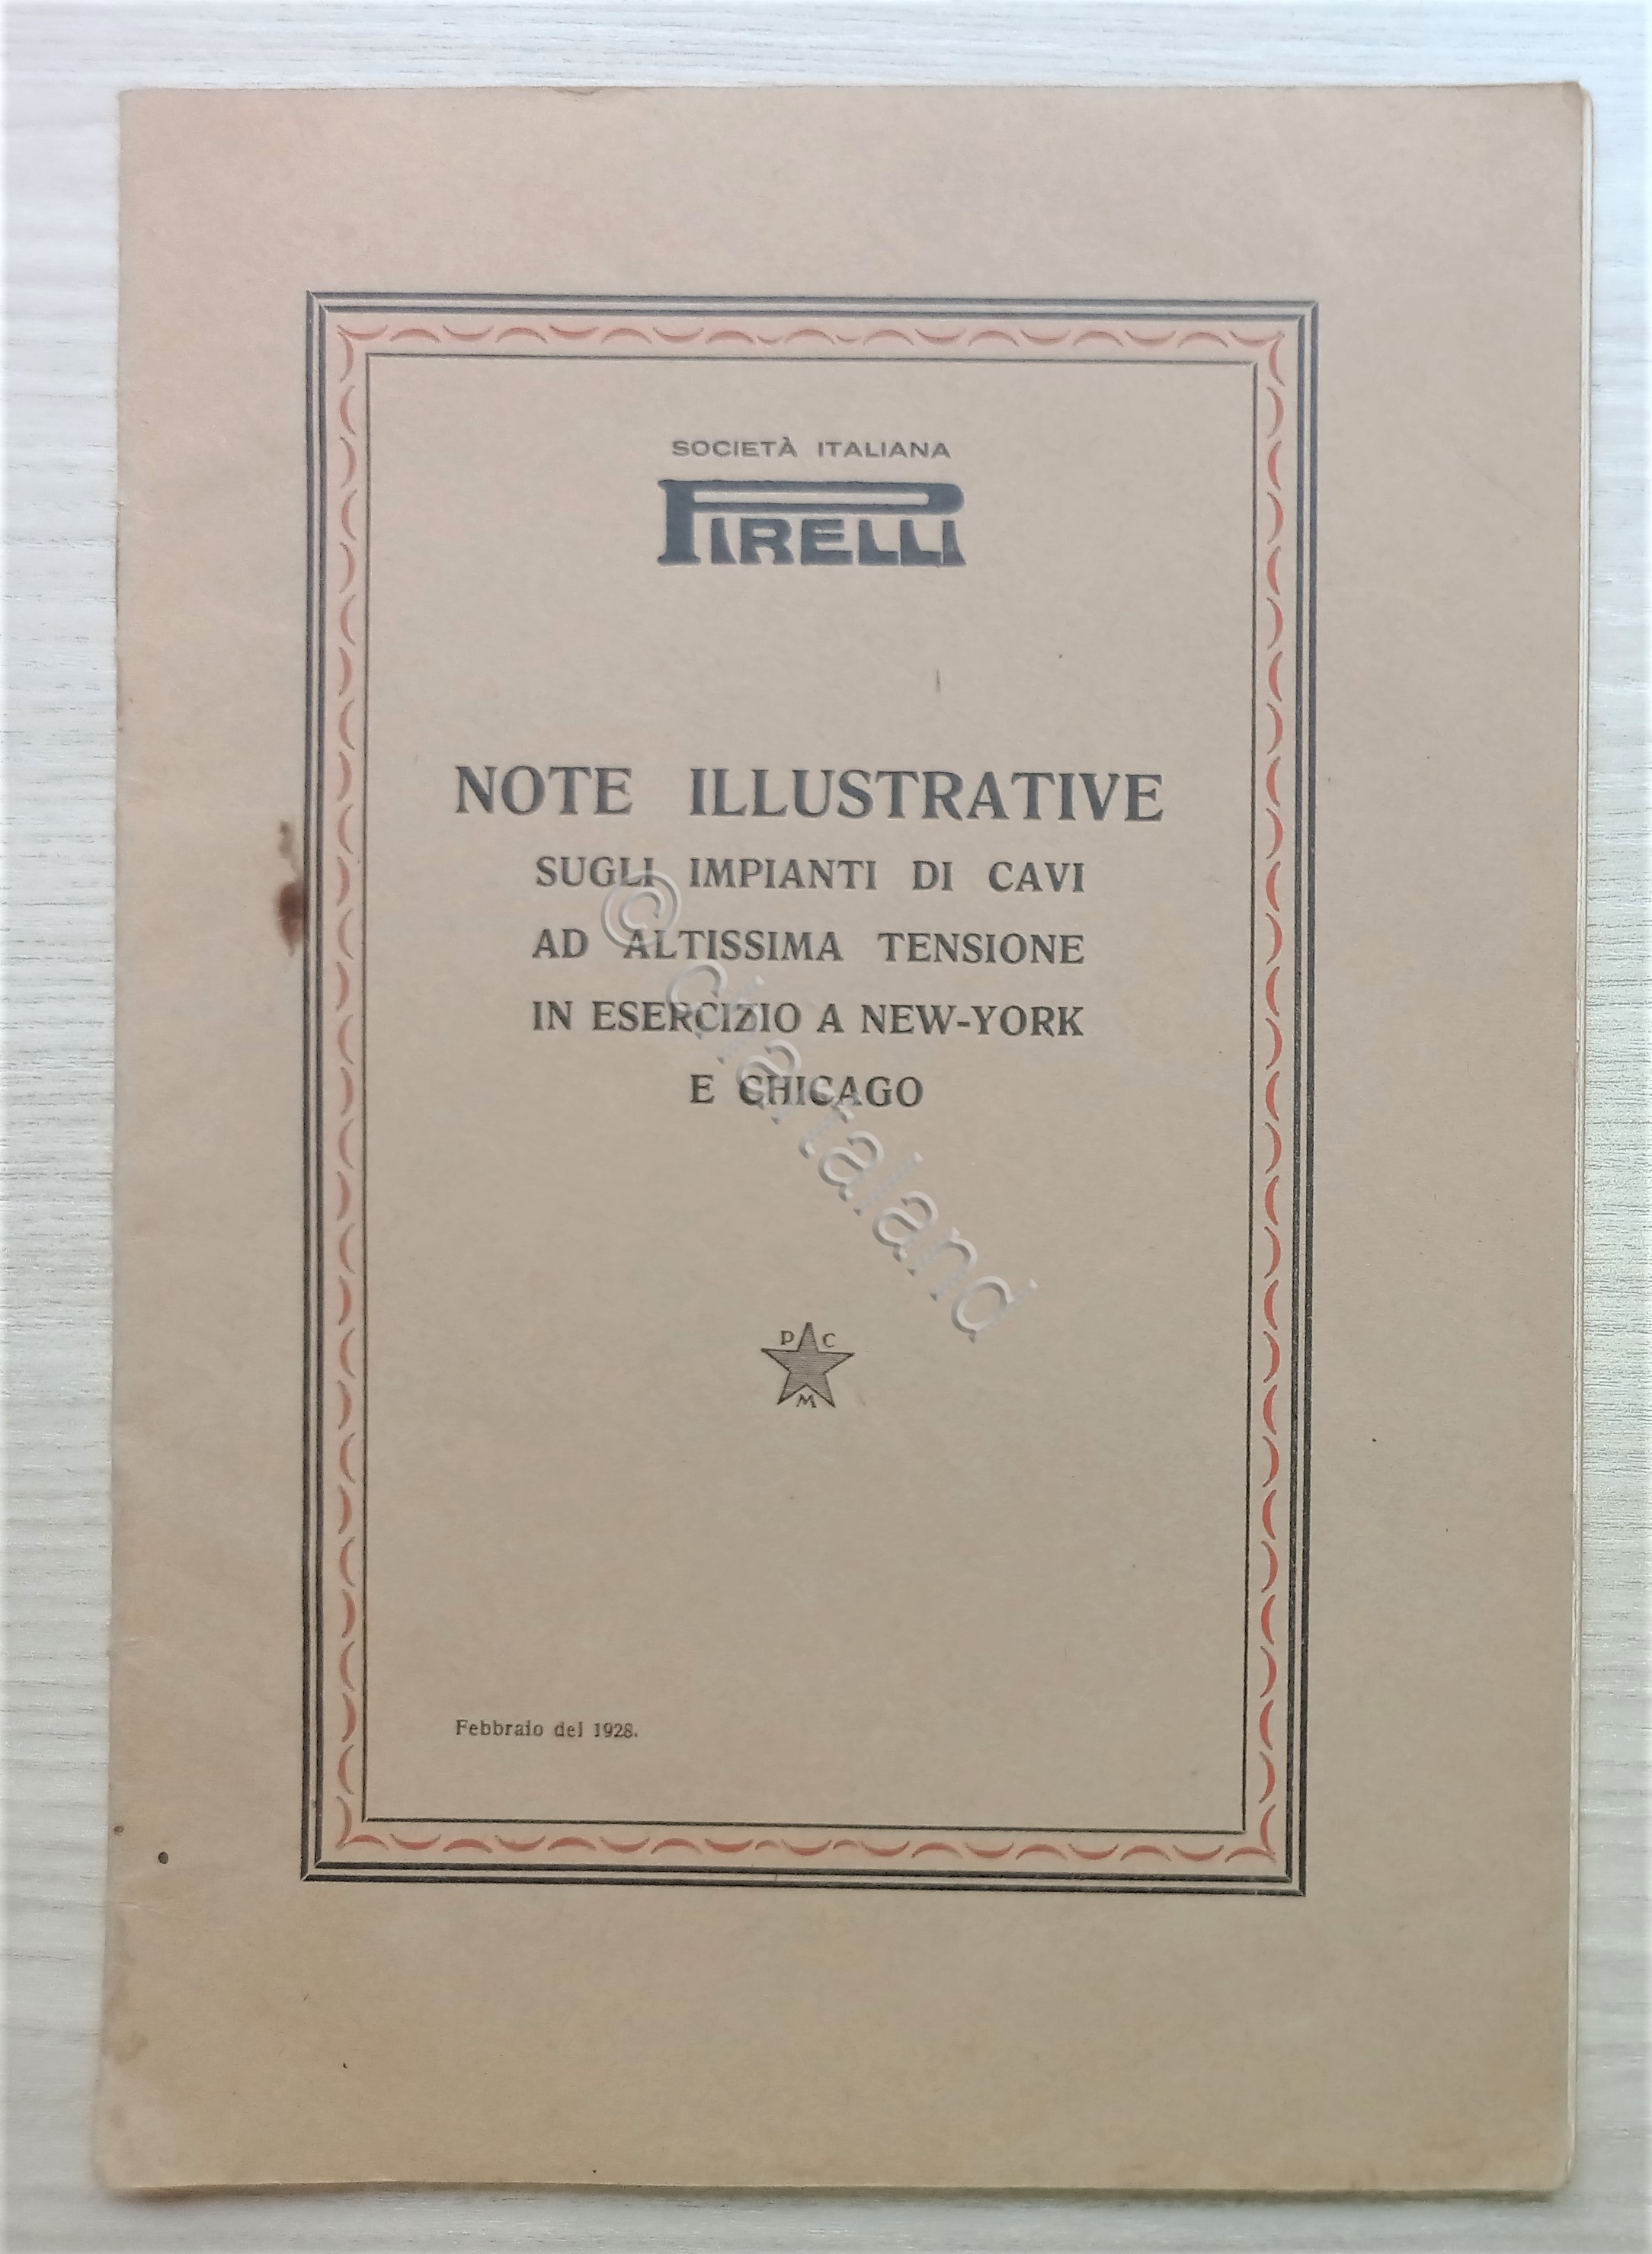 SOCIETÀ ITALIANA
PIRELLI
NOTE ILLUSTRATIVE
SUGLI IMPIANTI DI CAVI
AD ALTISSIMA TENSIONE
IN ESERCIZIO A NEW-YORK
E CHICAGO
© Chartaland
P C
M
Febbraio del 1928.